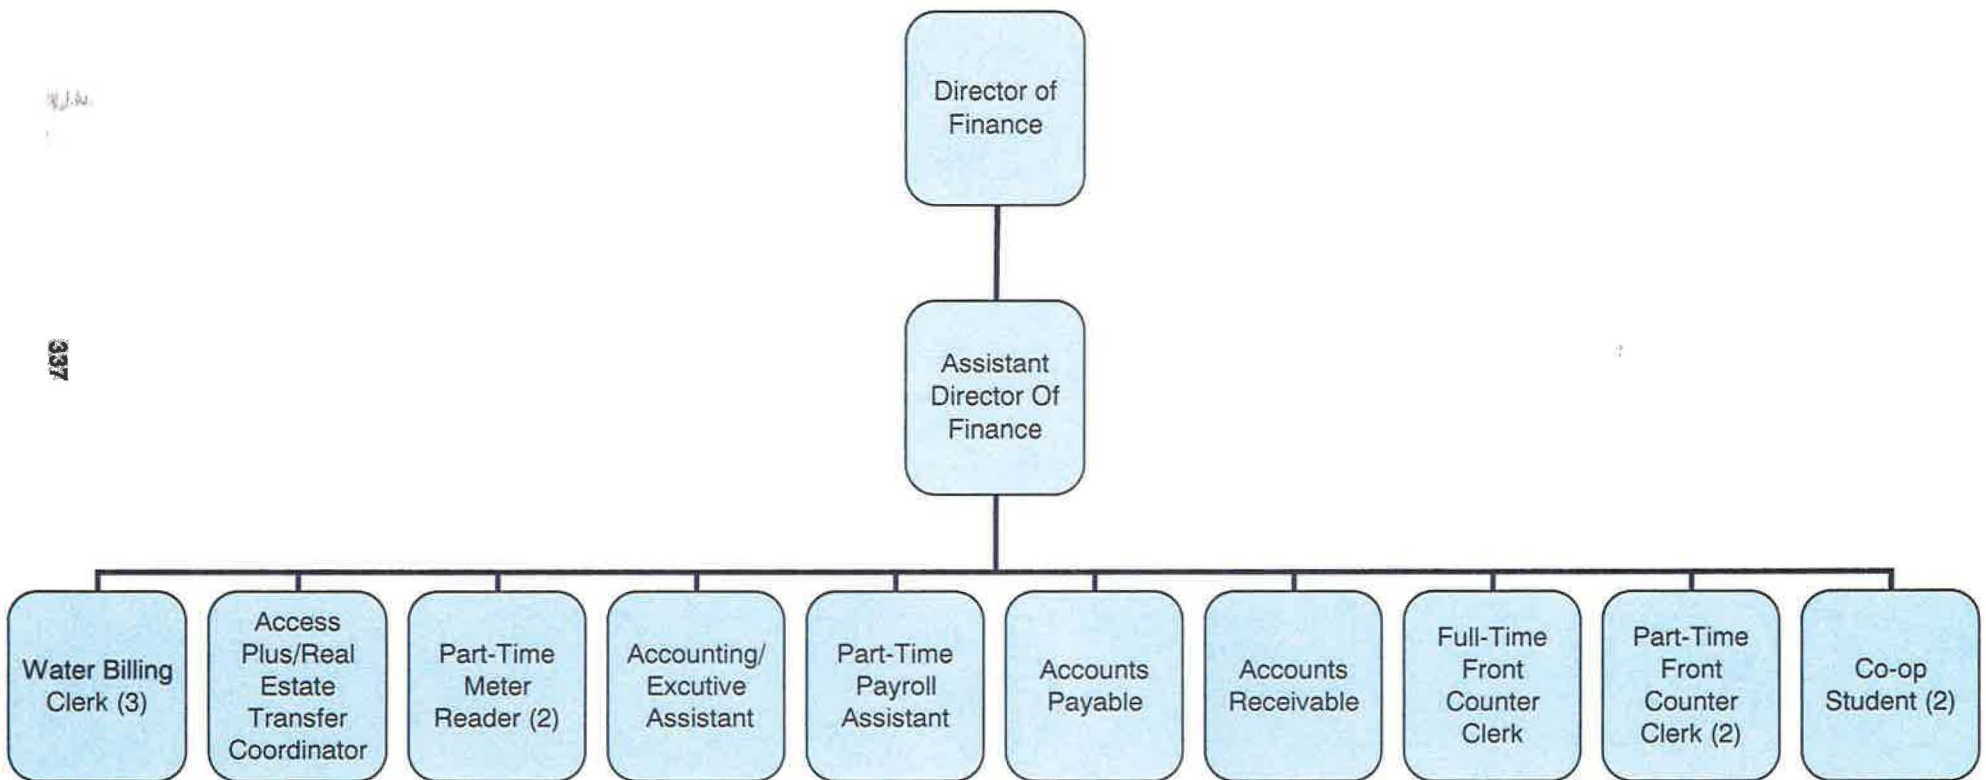 Director of
Finance
337
Assistant
Director Of
Finance
Water Billing
Clerk (3)
Access
Plus/Real
Estate
Transfer
Coordinator
Part-Time
Meter
Reader (2)
Accounting/
Excutive
Assistant
Part-Time
Payroll
Assistant
Accounts
Payable
Accounts
Receivable
Full-Time
Front
Counter
Clerk
Part-Time
Front
Counter
Clerk (2)
Co-op
Student (2)